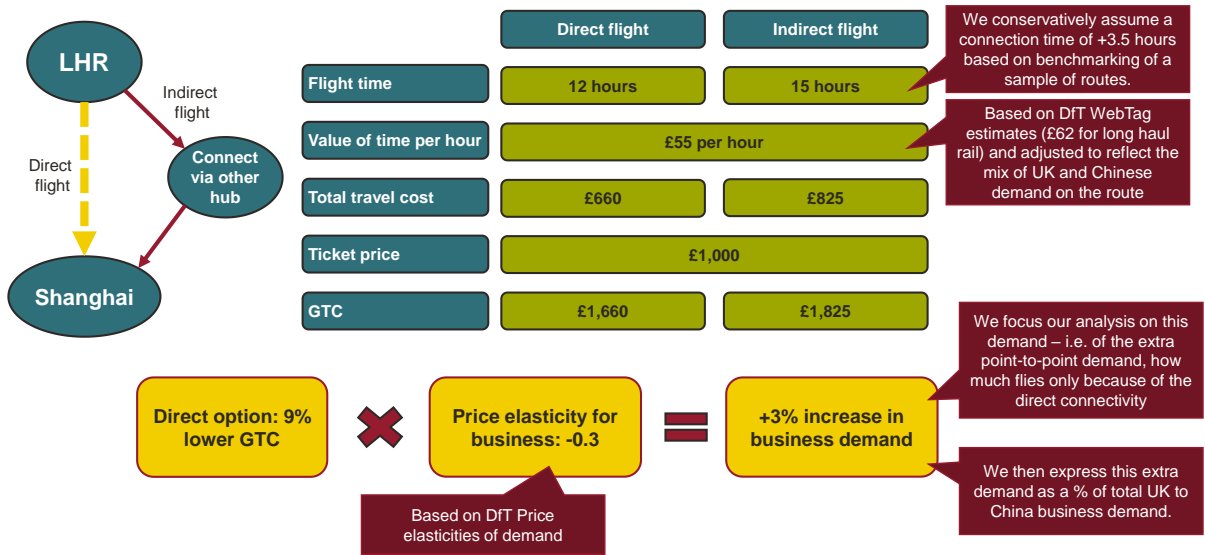 LHR
Indirect
flight
Direct
flight
Connect
via other
hub
Shanghai
Direct flight
Indirect flight
Flight time
12 hours
15 hours
We conservatively assume a
connection time of +3.5 hours
based on benchmarking of a
sample of routes.
Value of time per hour
£55 per hour
Based on DfT WebTag
estimates (£62 for long haul
rail) and adjusted to reflect the
mix of UK and Chinese
demand on the route
Total travel cost
£660
£825
Ticket price
£1,000
GTC
£1,660
£1,825
We focus our analysis on this
demand – i.e. of the extra
point-to-point demand, how
much flies only because of the
direct connectivity
Direct option: 9%
lower GTC
Price elasticity for
business: -0.3
+3% increase in
business demand
We then express this extra
demand as a % of total UK to
China business demand.
Based on DfT Price
elasticities of demand